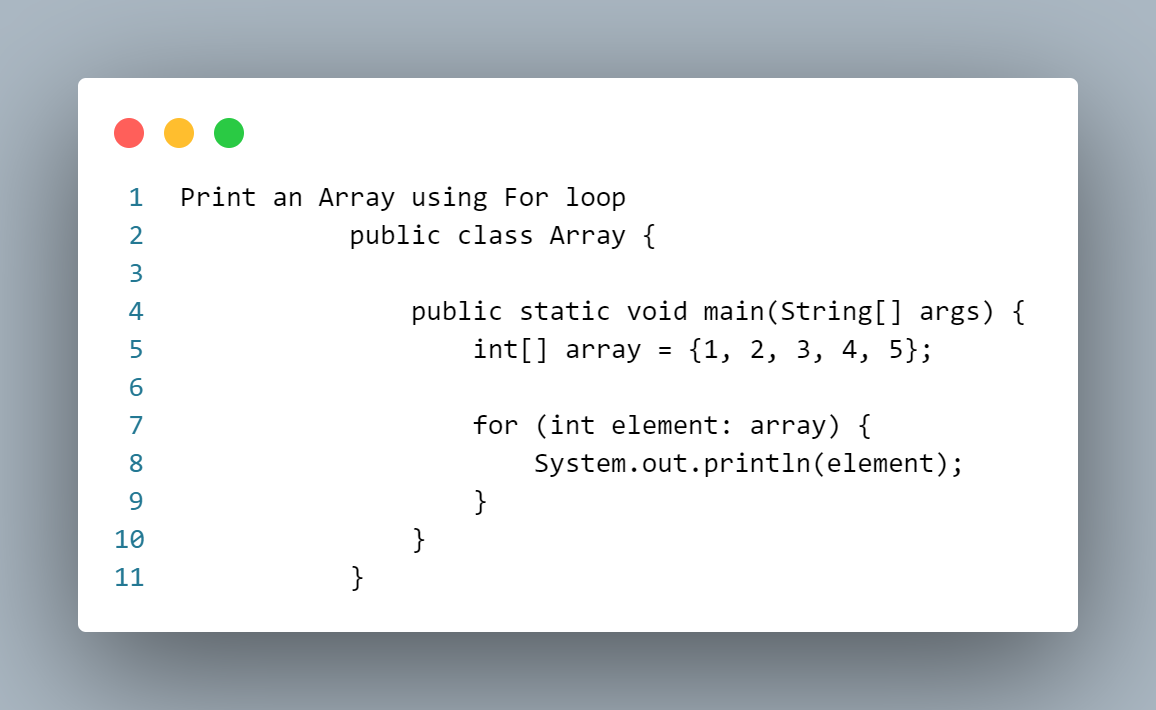 1 Print an Array using For loop
2 public class Array {
3
4 public static void main(String[] args) {
5 int[] array = {1, 2, 3, 4, 5};
6
7 for (int element: array) {
8 System.out.println(element);
9 }
10 }
11 }